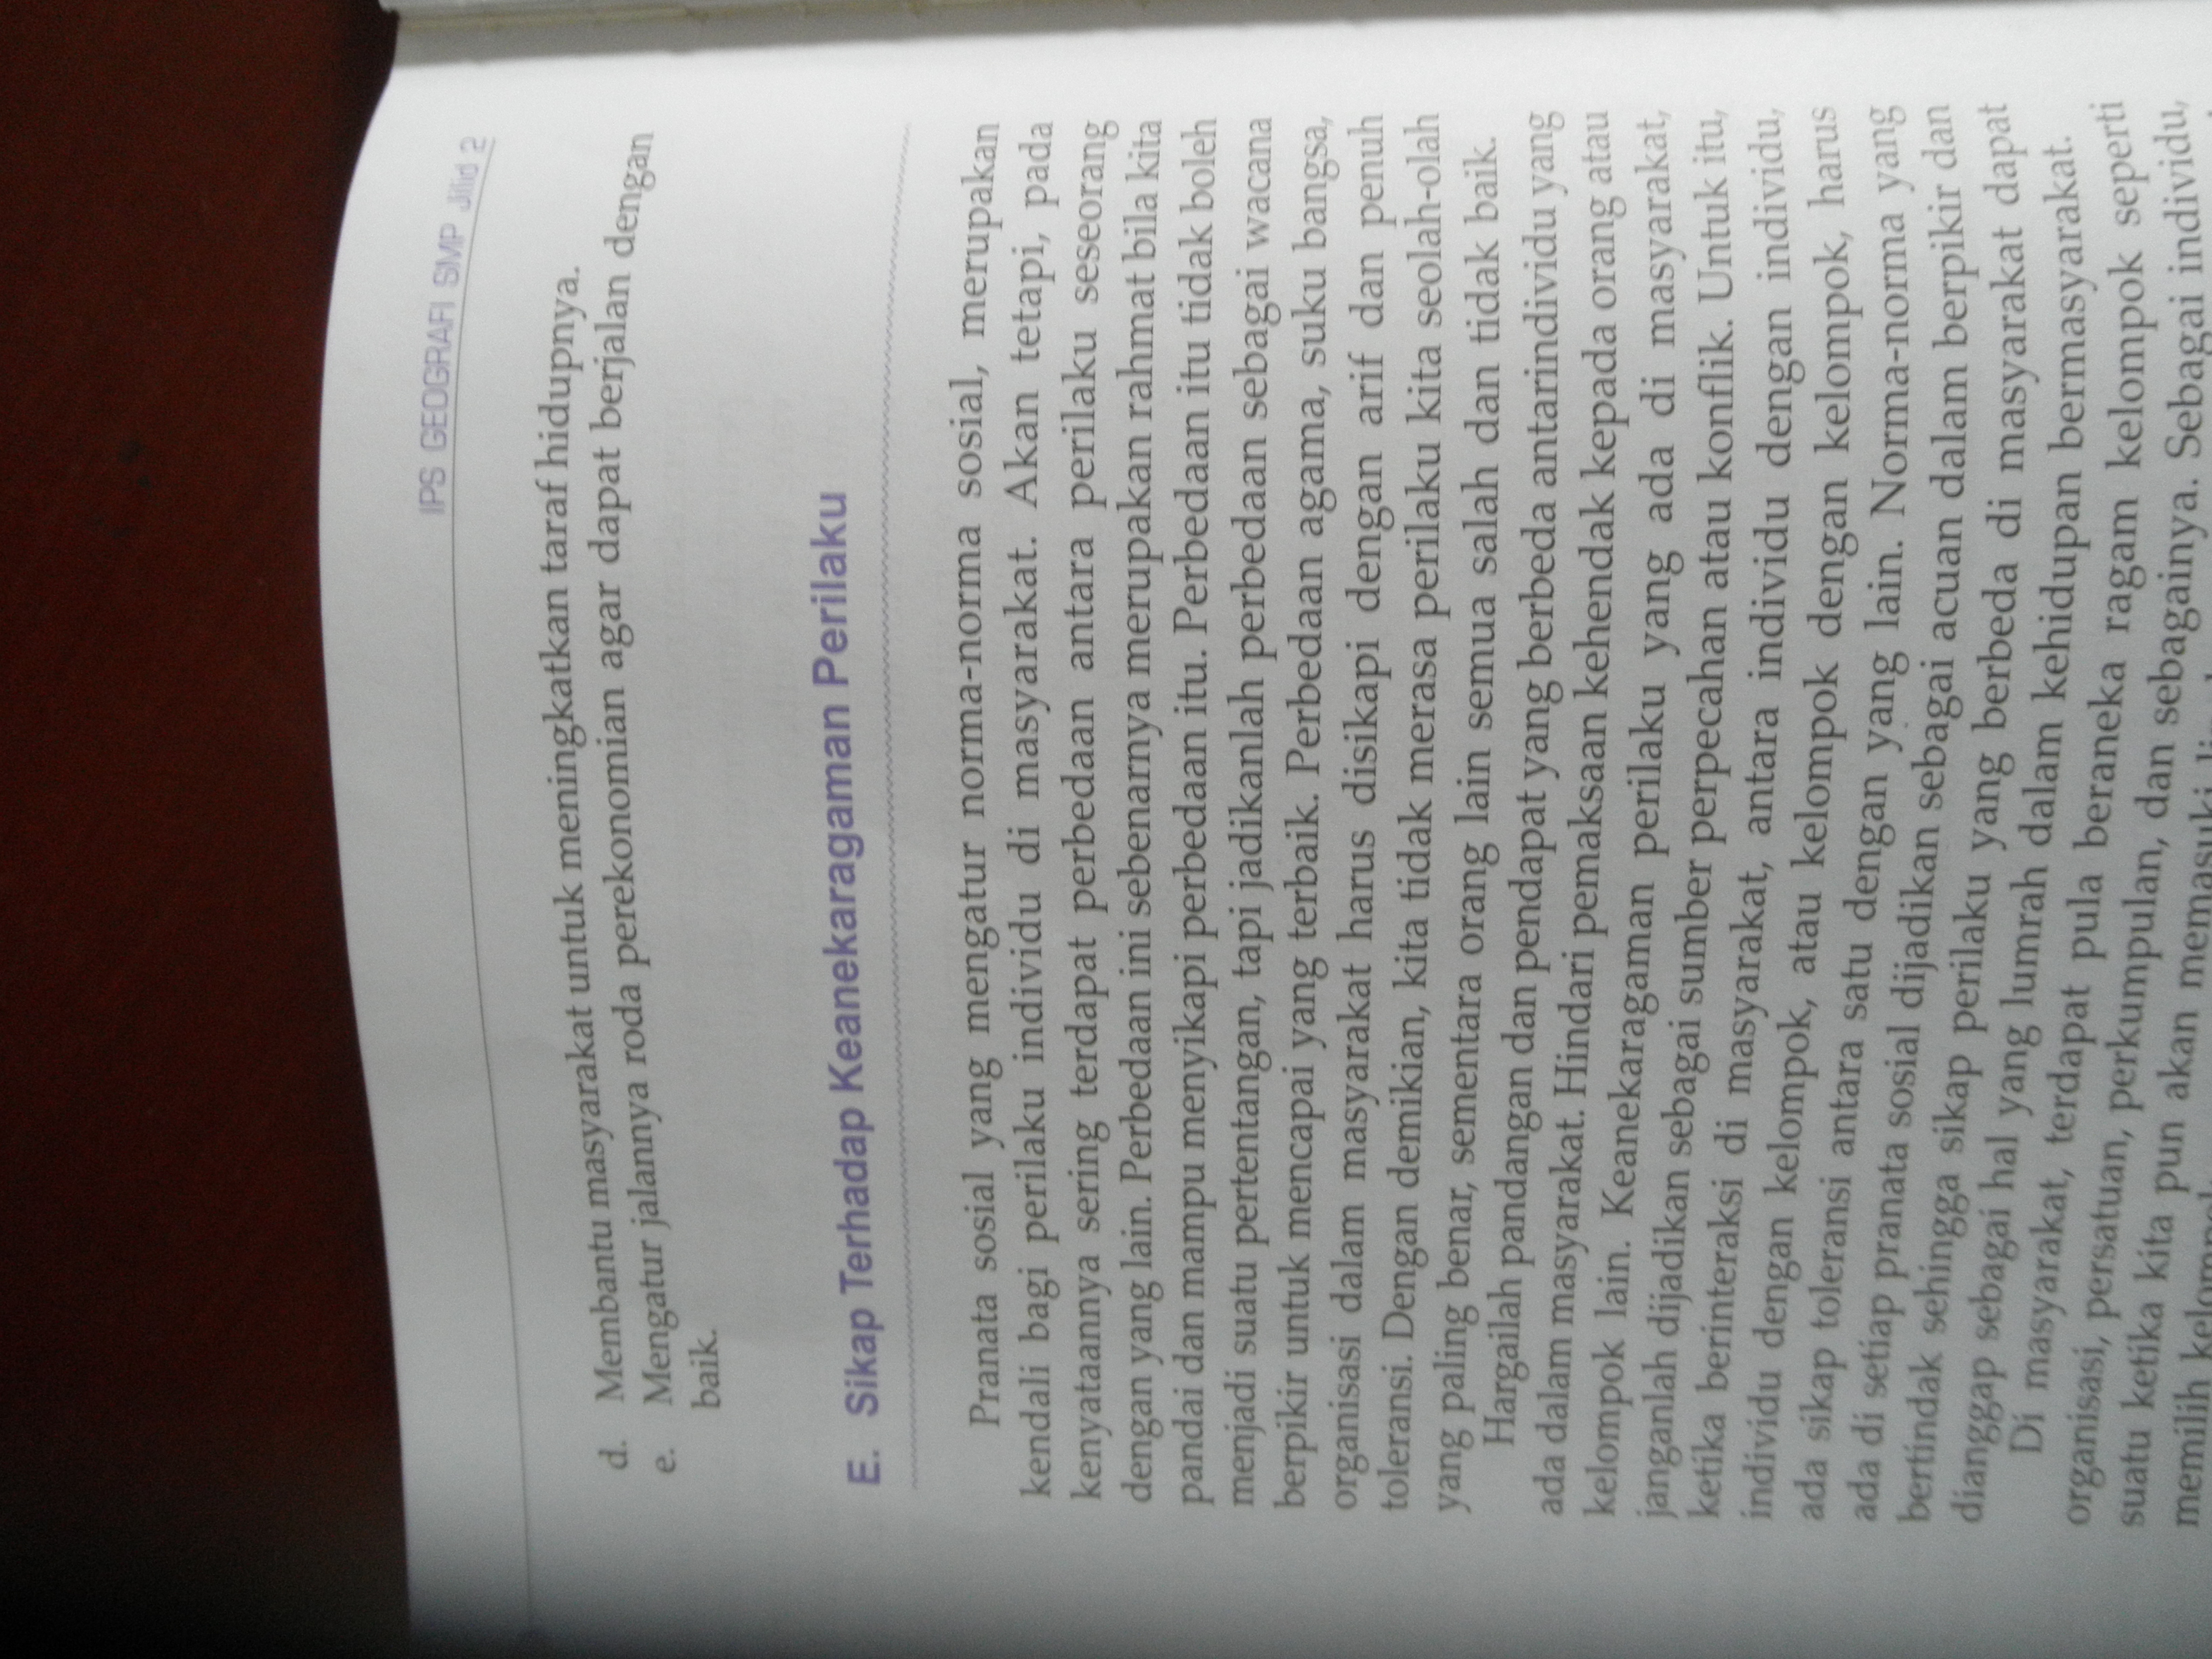 IPS GEOGRAFI SMP Jilid 2
d. Membantu masyarakat untuk meningkatkan taraf hidupnya.
e. Mengatur jalannya roda perekonomian agar dapat berjalan dengan
baik.
E. Sikap Terhadap Keanekaragaman Perilaku
Pranata sosial yang mengatur norma-norma sosial, merupakan
kendali bagi perilaku individu di masyarakat. Akan tetapi, pada
kenyataannya sering terdapat perbedaan antara perilaku seseorang
dengan yang lain. Perbedaan ini sebenarnya merupakan rahmat bila kita
pandai dan mampu menyikapi perbedaan itu. Perbedaan itu tidak boleh
menjadi suatu pertentangan, tapi jadikanlah perbedaan sebagai wacana
berpikir untuk mencapai yang terbaik. Perbedaan agama, suku bangsa,
organisasi dalam masyarakat harus disikapi dengan arif dan penuh
toleransi. Dengan demikian, kita tidak merasa perilaku kita seolah-olah
yang paling benar, sementara orang lain semua salah dan tidak baik.
Hargailah pandangan dan pendapat yang berbeda antarindividu yang
ada dalam masyarakat. Hindari pemaksaan kehendak kepada orang atau
kelompok lain. Keanekaragaman perilaku yang ada di masyarakat,
janganlah dijadikan sebagai sumber perpecahan atau konflik. Untuk itu,
ketika berinteraksi di masyarakat, antara individu dengan individu,
individu dengan kelompok, atau kelompok dengan kelompok, harus
ada sikap toleransi antara satu dengan yang lain. Norma-norma yang
ada di setiap pranata sosial dijadikan sebagai acuan dalam berpikir dan
bertindak sehingga sikap perilaku yang berbeda di masyarakat dapat
dianggap sebagai hal yang lumrah dalam kehidupan bermasyarakat.
Di masyarakat, terdapat pula beraneka ragam kelompok seperti
organisasi, persatuan, perkumpulan, dan sebagainya. Sebagai individu,
suatu ketika kita pun akan memasuki
memilih